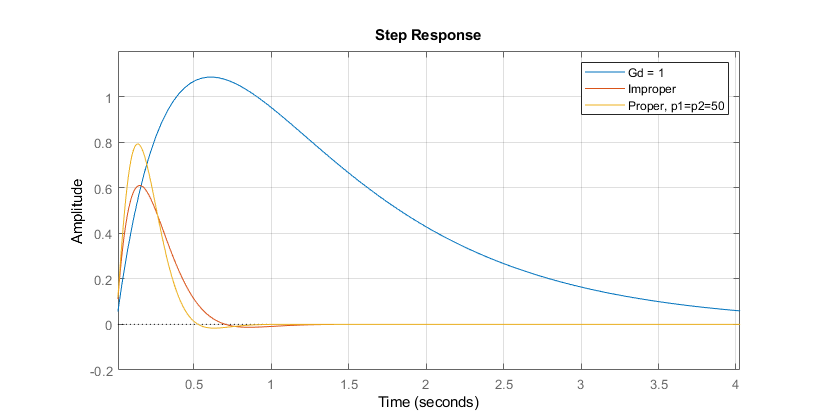 Step Response
Gd = 1
Improper
Proper, p1=p2=50
Amplitude
1
0.8
0.6
0.4
0.2
0
-0.2
0.5
1
1.5
2
2.5
3
3.5
4
Time (seconds)